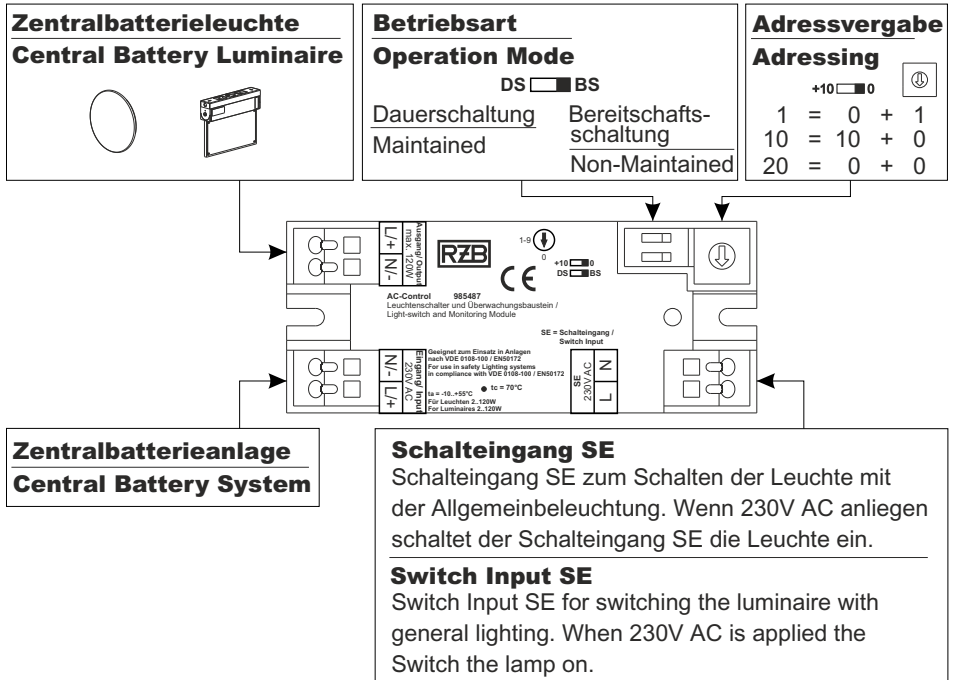 Zentralbatterieleuchte
Central Battery Luminaire
Betriebsart
Operation Mode
DS BS
Dauerschaltung
Maintained
Bereitschafts-
schaltung
Non-Maintained
Adressvergabe
Adressing
+10 0
1 = 0 + 1
10 = 10 + 0
20 = 0 + 0
L/+ N/-
Ausgang/ Output
max. 120W
RZB
CE
1-9
0
+10 0
DS BS
AC-Control 985487
Leuchtenschalter und Überwachungsbaustein /
Light-switch and Monitoring Module
SE = Schalteingang /
Switch Input
N/- L/+
Eingang/ Input
230V AC
Geeignet zum Einsatz in Anlagen
nach VDE 0108-100 / EN50172
For use in safety Lighting systems
in compliance with VDE 0108-100 / EN50172
tc = 70°C
ta = -10..+55°C
Für Leuchten 2..120W
For Luminaires 2..120W
SE
230VAC
L N
Zentralbatterieanlage
Central Battery System
Schalteingang SE
Schalteingang SE zum Schalten der Leuchte mit
der Allgemeinbeleuchtung. Wenn 230V AC anliegen
schaltet der Schalteingang SE die Leuchte ein.
Switch Input SE
Switch Input SE for switching the luminaire with
general lighting. When 230V AC is applied the
Switch the lamp on.